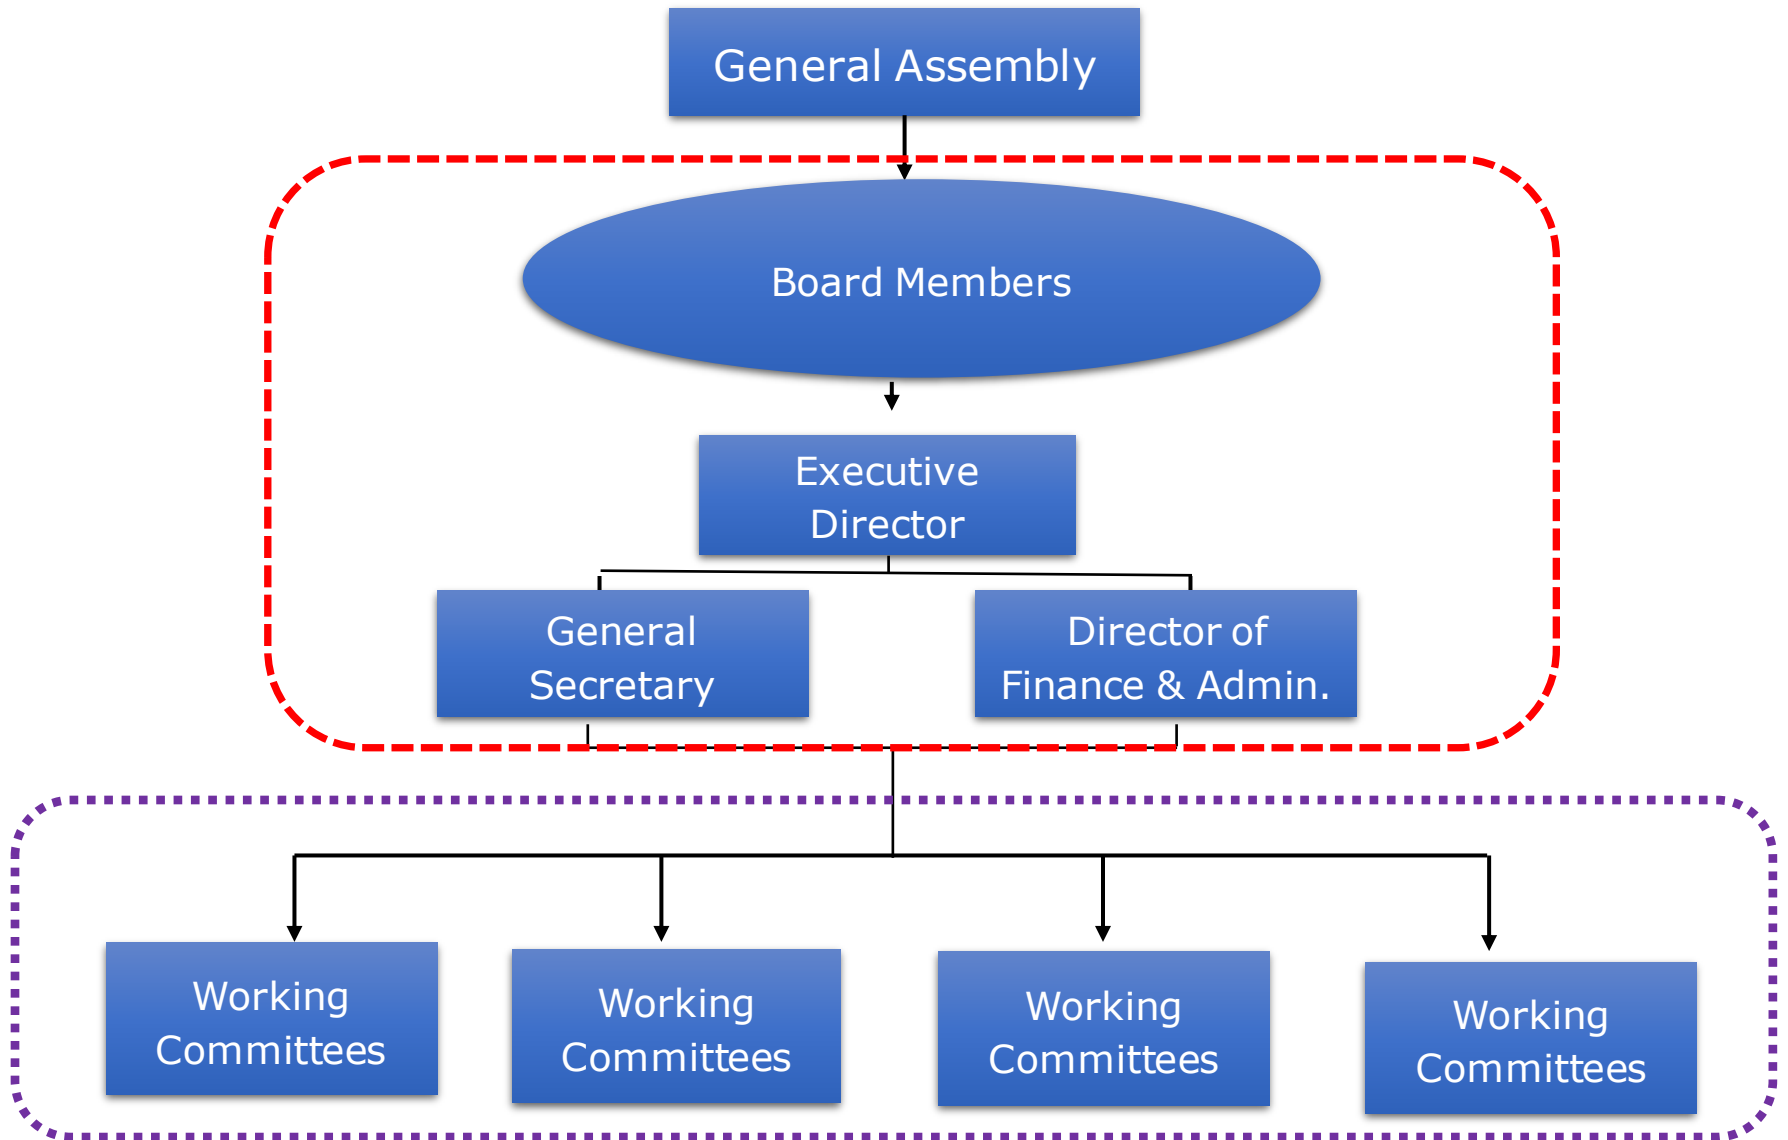 General Assembly
Board Members
Executive
Director
General
Secretary
Director of
Finance & Admin.
Working
Committees
Working
Committees
Working
Committees
Working
Committees